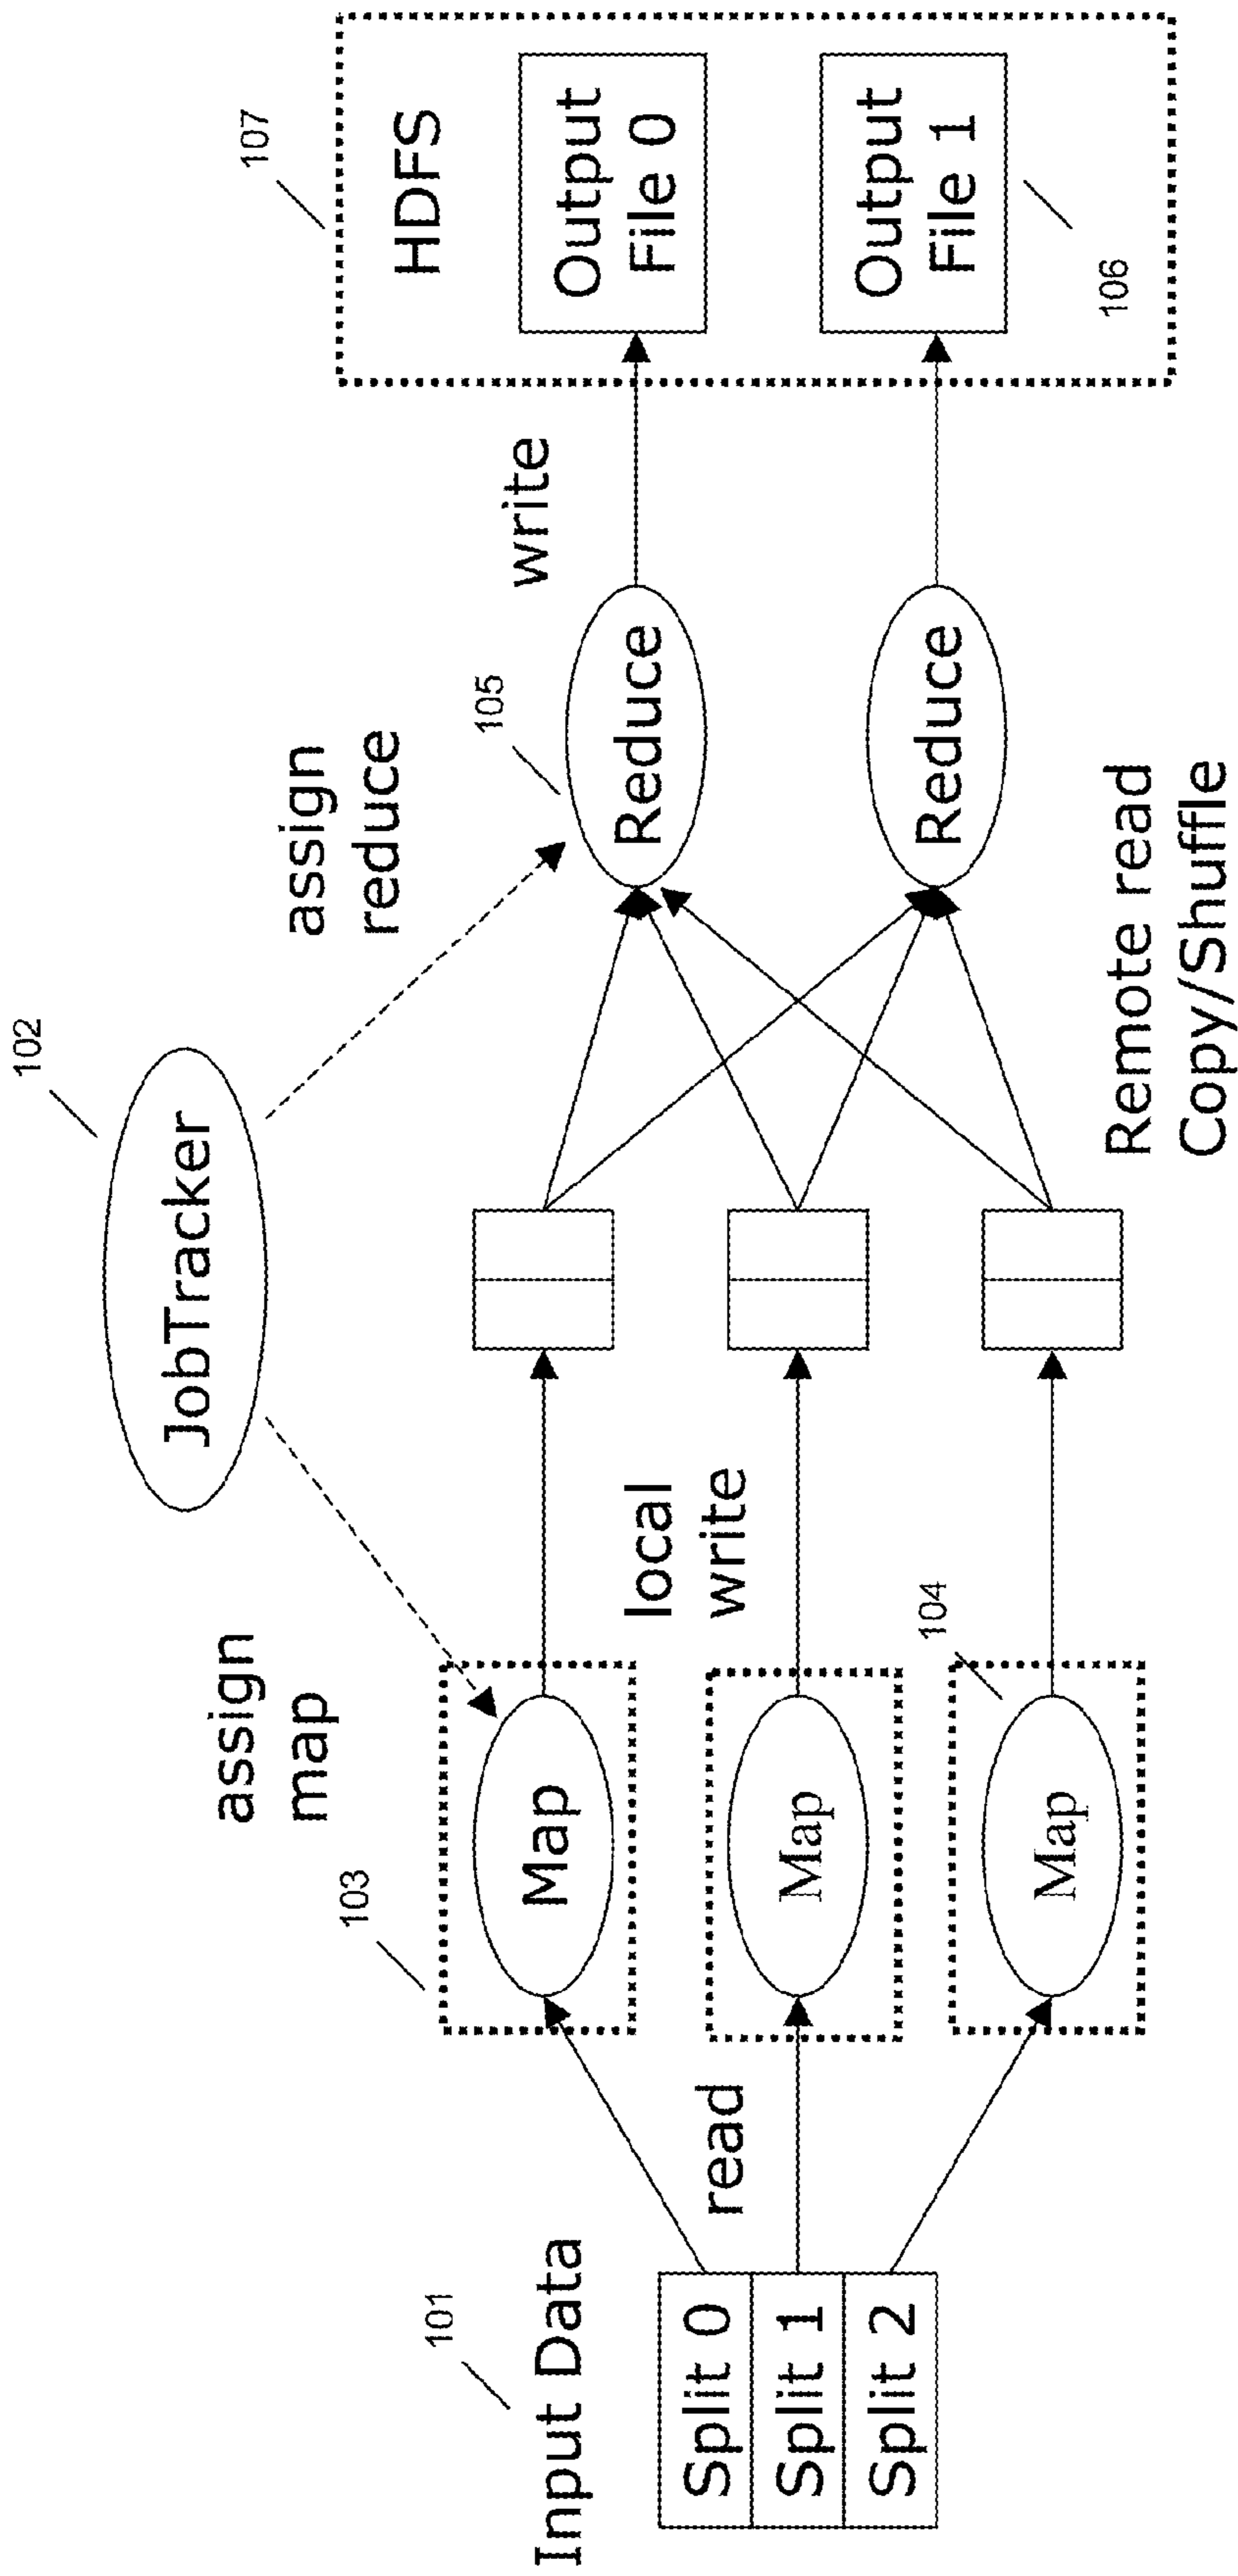 102
JobTracker
107
HDFS
assign
map
assign
reduce
103
105
101
Input Data
Map
Reduce
write
Output
File 0
Split 0
Split 1
Split 2
read
Map
local
write
104
Map
Reduce
Output
File 1
106
Remote read
Copy/Shuffle